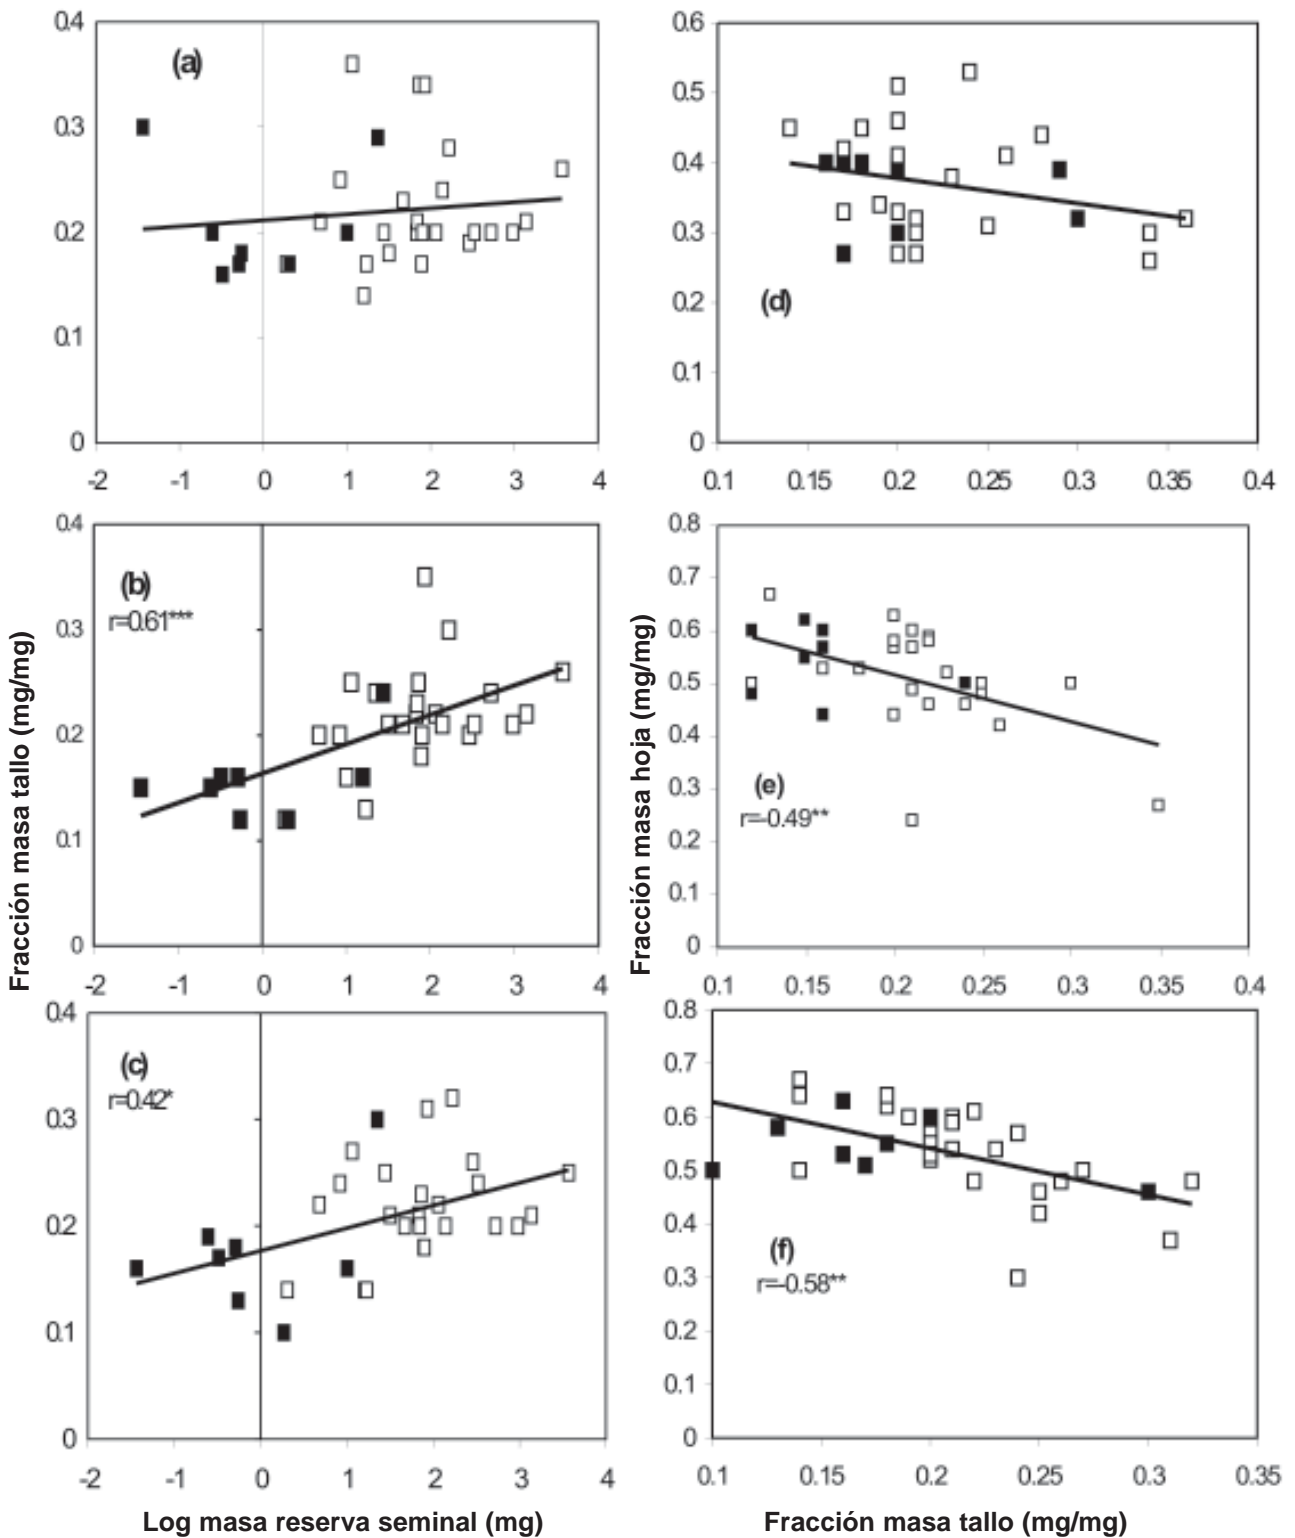 0.4
0.3
0.2
0.1
0
(a)
-2 -1 0 1 2 3 4
0.6
0.5
0.4
0.3
0.2
0.1
0
(d)
0.1 0.15 0.2 0.25 0.3 0.35 0.4
Fracción masa tallo (mg/mg)
0.4
0.3
0.2
0.1
0
(b)
r=0.61***
-2 -1 0 1 2 3 4
Fracción masa hoja (mg/mg)
0.8
0.7
0.6
0.5
0.4
0.3
0.2
0.1
0
(e)
r=-0.49**
0.1 0.15 0.2 0.25 0.3 0.35 0.4
0.4
0.3
0.2
0.1
0
(c)
r=0.42*
-2 -1 0 1 2 3 4
Log masa reserva seminal (mg)
0.8
0.7
0.6
0.5
0.4
0.3
0.2
0.1
0
(f)
r=-0.58**
0.1 0.15 0.2 0.25 0.3 0.35
Fracción masa tallo (mg/mg)